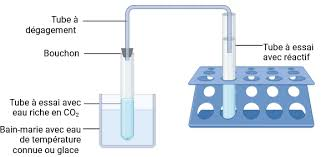 Tube à
dégagement
Bouchon
Tube à essai
avec réactif
Tube à essai avec
eau riche en CO₂
Bain-marie avec eau
de température
connue ou glace